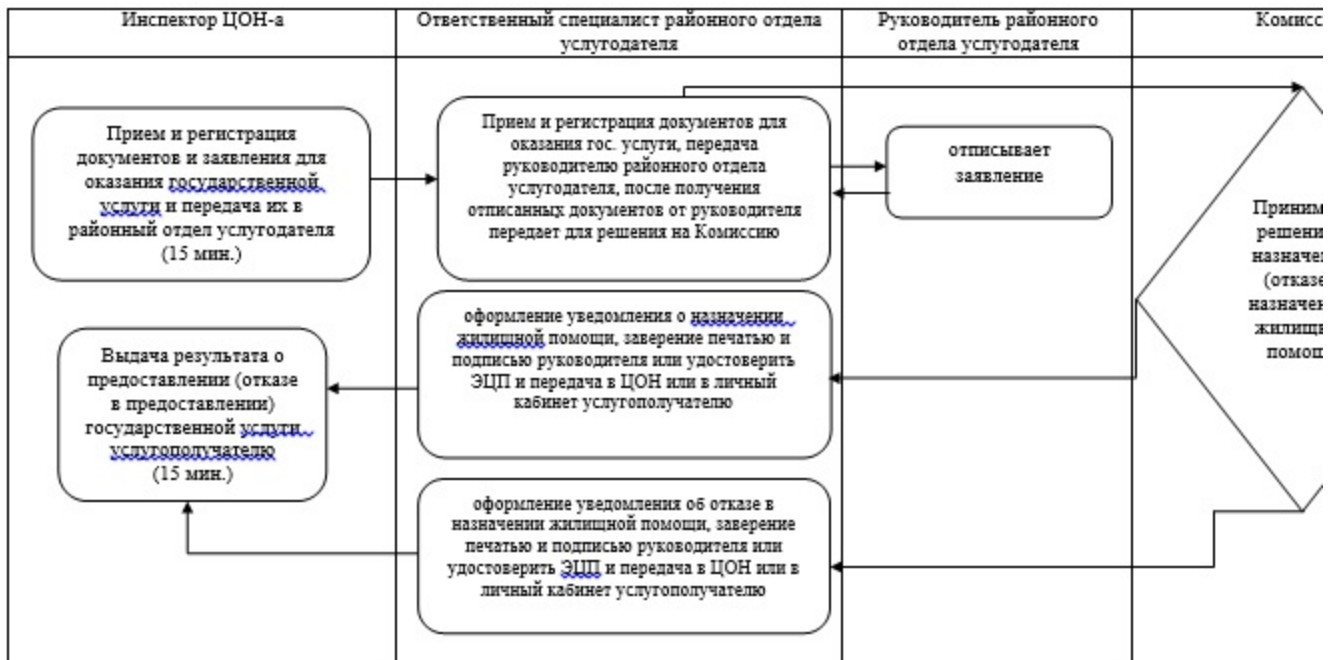 Инспектор ЦОН-а
Ответственный специалист районного отдела
услугодателя
Руководитель районного
отдела услугодателя
Прием и регистрация
документов и заявления для
оказания государственной
услуги и передача их в
районный отдел услугодателя
(15 мин.)
Прием и регистрация документов для
оказания гос. услуги, передача
руководителю районного отдела
услугодателя, после получения
отписанных документов от руководителя
передает для решения на Комиссию
отписывает
заявление
(отказе
оформление уведомления о назначении
жилищной помощи, заверение печатью и
подписью руководителя или удостоверить
ЭЦП и передача в ЦОН или в личный
кабинет услугополучателю
Выдача результата о
предоставлении (отказе
в предоставлении)
государственной услуги
услугополучателю
(15 мин.)
оформление уведомления об отказе в
назначении жилищной помощи, заверение
печатью и подписью руководителя или
удостоверить ЭЦП и передача в ЦОН или в
личный кабинет услугополучателю